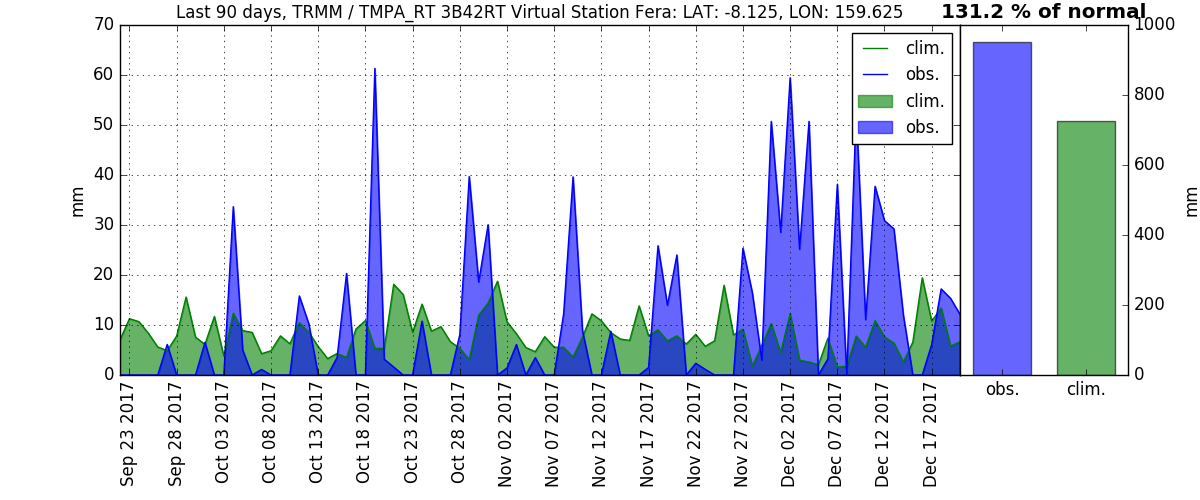 Last 90 days, TRMM / TMPA_RT 3B42RT Virtual Station Fera: LAT: -8.125, LON: 159.625
131.2 % of normal
70
60
50
40
30
20
10
0
mm
clim.
obs.
clim.
obs.
1000
800
600
400
200
0
mm
obs.
clim.
Sep 23 2017
Sep 28 2017
Oct 03 2017
Oct 08 2017
Oct 13 2017
Oct 18 2017
Oct 23 2017
Oct 28 2017
Nov 02 2017
Nov 07 2017
Nov 12 2017
Nov 17 2017
Nov 22 2017
Nov 27 2017
Dec 02 2017
Dec 07 2017
Dec 12 2017
Dec 17 2017